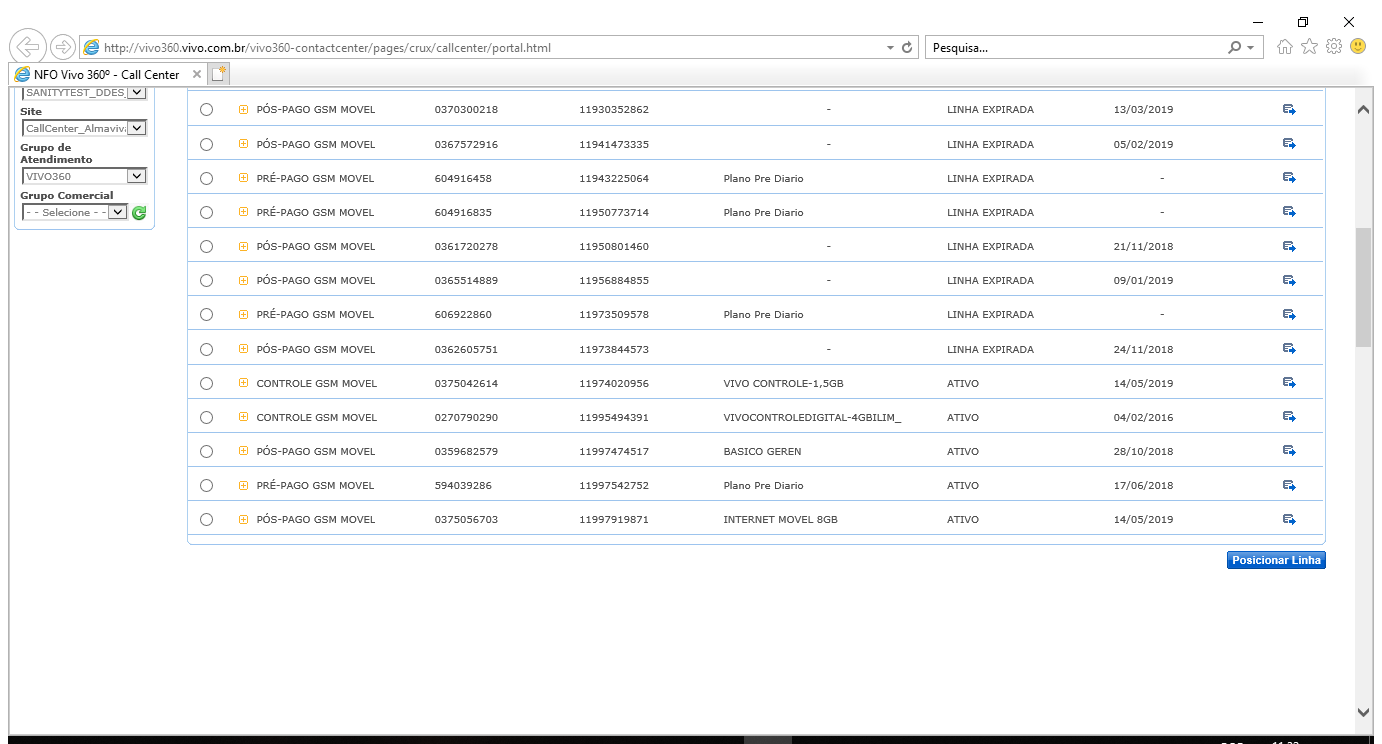 http://vivo360.vivo.com.br/vivo360-contactcenter/pages/crux/callcenter/portal.html
Pesquisa...
NFO Vivo 360º - Call Center
SANITYTEST_DDES_
Site
CallCenter_Almaviva
Grupo de
Atendimento
VIVO360
Grupo Comercial
- - Selecione - -
PÓS-PAGO GSM MOVEL 0370300218 11930352862 - LINHA EXPIRADA 13/03/2019
PÓS-PAGO GSM MOVEL 0367572916 11941473335 - LINHA EXPIRADA 05/02/2019
PRÉ-PAGO GSM MOVEL 604916458 11943225064 Plano Pre Diario LINHA EXPIRADA -
PRÉ-PAGO GSM MOVEL 604916835 11950773714 Plano Pre Diario LINHA EXPIRADA -
PÓS-PAGO GSM MOVEL 0361720278 11950801460 - LINHA EXPIRADA 21/11/2018
PÓS-PAGO GSM MOVEL 0365514889 11956884855 - LINHA EXPIRADA 09/01/2019
PRÉ-PAGO GSM MOVEL 606922860 11973509578 Plano Pre Diario LINHA EXPIRADA -
PÓS-PAGO GSM MOVEL 0362605751 11973844573 - LINHA EXPIRADA 24/11/2018
CONTROLE GSM MOVEL 0375042614 11974020956 VIVO CONTROLE-1,5GB ATIVO 14/05/2019
CONTROLE GSM MOVEL 0270790290 11995494391 VIVOCONTROLEDIGITAL-4GBILIM_ ATIVO 04/02/2016
PÓS-PAGO GSM MOVEL 0359682579 11997474517 BASICO GEREN ATIVO 28/10/2018
PRÉ-PAGO GSM MOVEL 594039286 11997542752 Plano Pre Diario ATIVO 17/06/2018
PÓS-PAGO GSM MOVEL 0375056703 11997919871 INTERNET MOVEL 8GB ATIVO 14/05/2019
Posicionar Linha